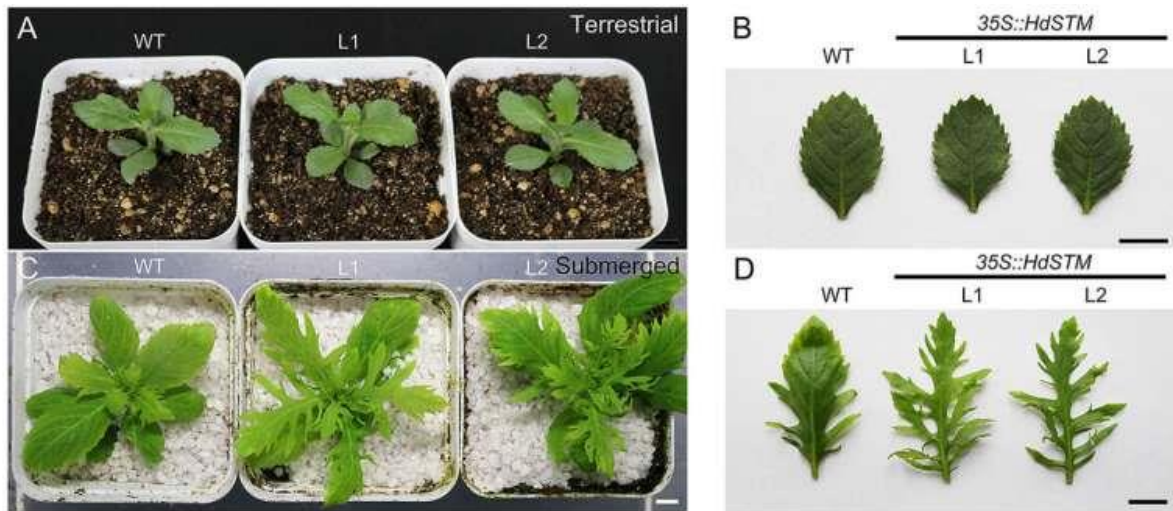 A
Terrestrial
WT
L1
L2
B
35S::HdSTM
WT
L1
L2
C
WT
L1
L2
Submerged
D
35S::HdSTM
WT
L1
L2